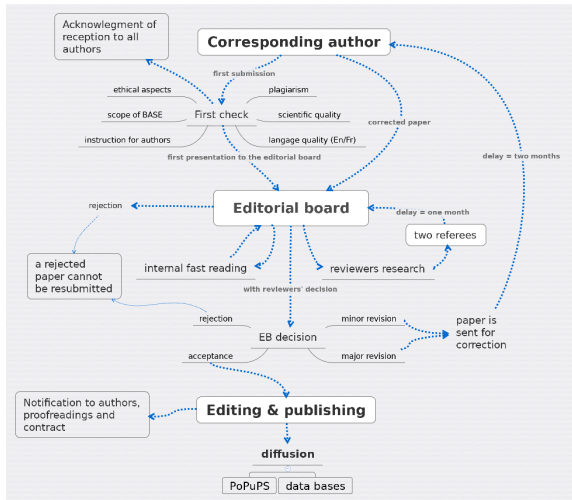 Acknowlegment of
reception to all
authors
Corresponding author
first submission
ethical aspects
plagiarism
scope of BASE
First check
scientific quality
corrected paper
instruction for authors
langage quality (En/Fr)
first presentation to the editorial board
delay = two months
rejection
Editorial board
delay = one month
two referees
a rejected
paper cannot
be resubmitted
internal fast reading
reviewers research
with reviewers' decision
rejection
minor revision
paper is
sent for
correction
EB decision
acceptance
major revision
Notification to authors,
proofreadings and
contract
Editing & publishing
diffusion
PoPuPS
data bases